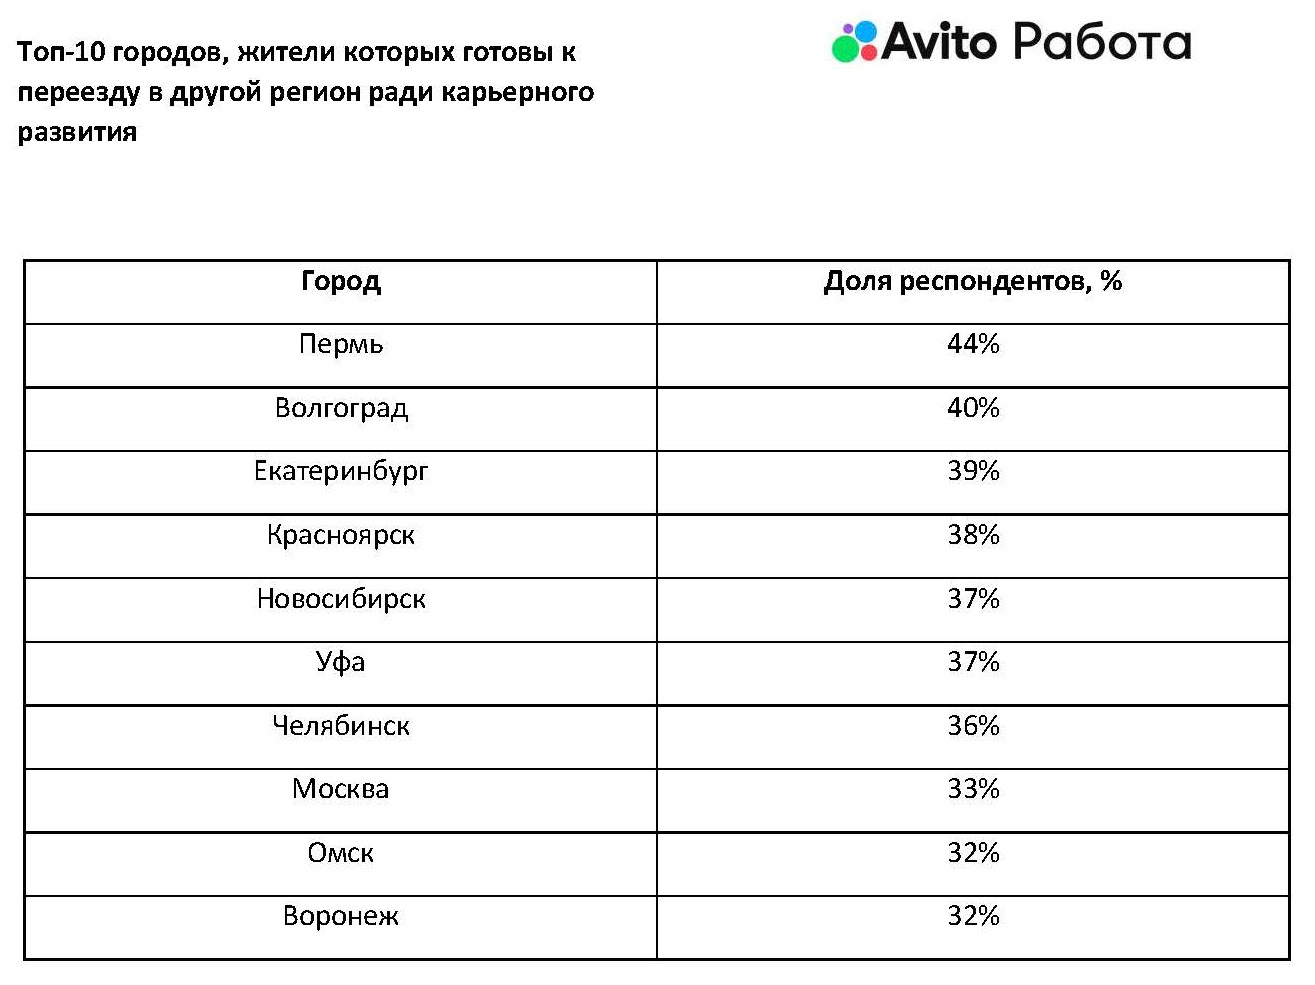 Топ-10 городов, жители которых готовы к
переезду в другой регион ради карьерного
развития
Avito Работа
Город Доля респондентов, %
Пермь 44%
Волгоград 40%
Екатеринбург 39%
Красноярск 38%
Новосибирск 37%
Уфа 37%
Челябинск 36%
Москва 33%
Омск 32%
Воронеж 32%